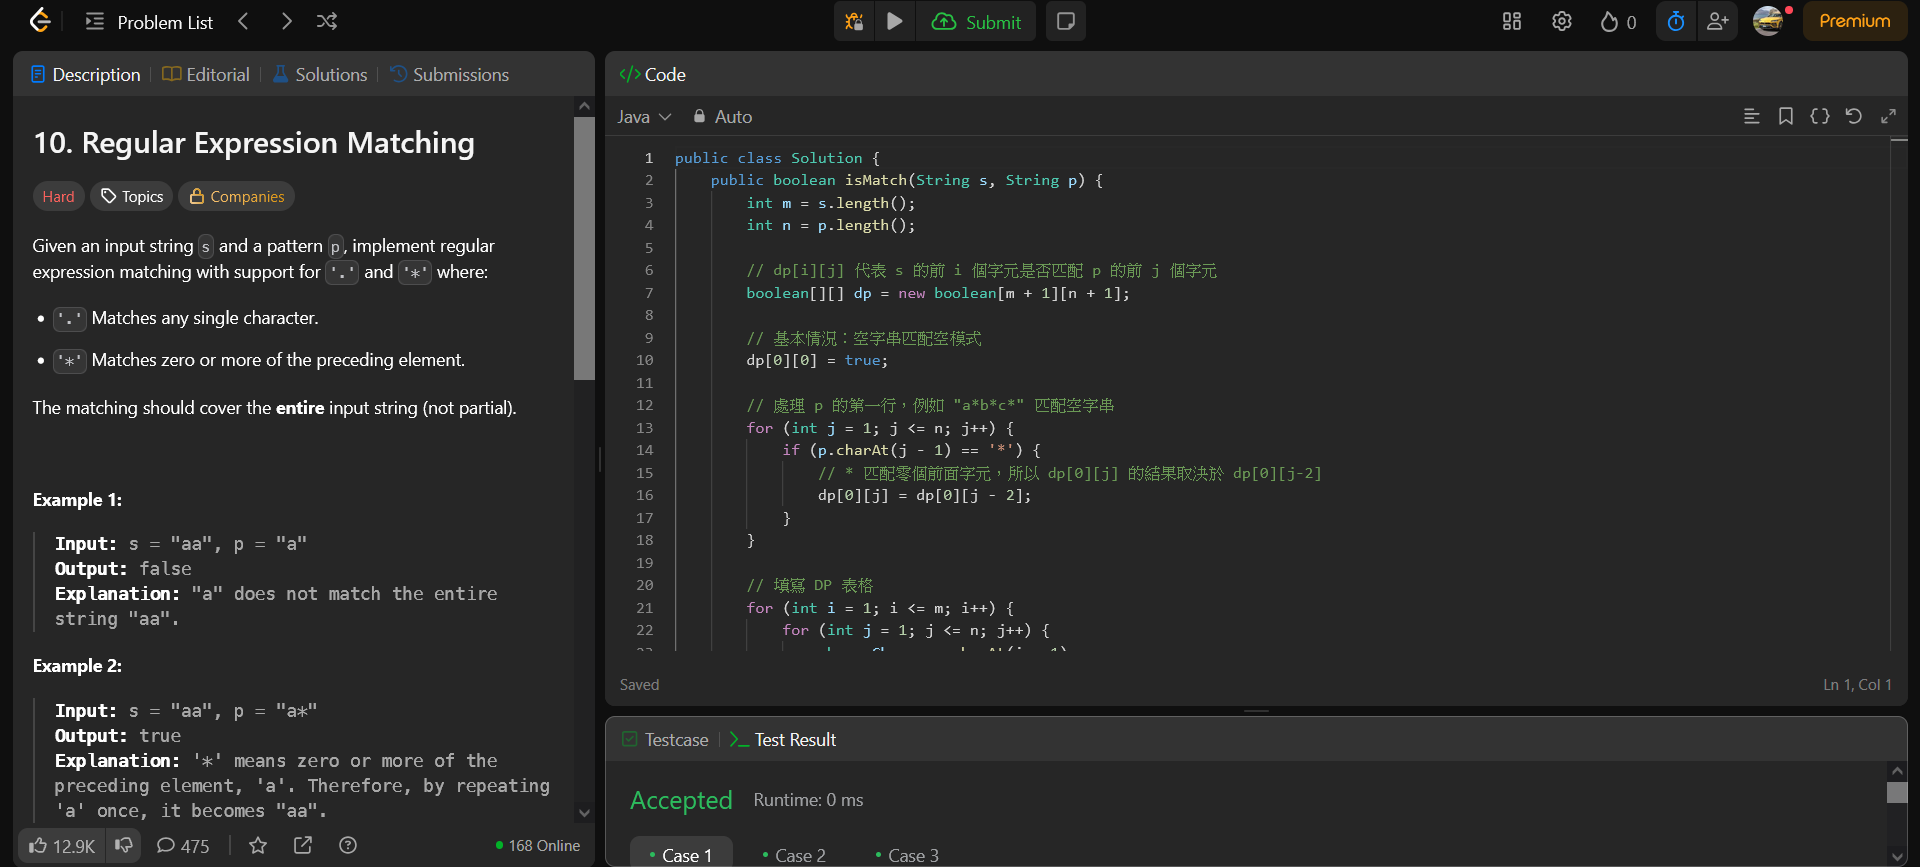 Problem List
Submit
0
Premium
Description
Editorial
Solutions
Submissions
10. Regular Expression Matching
Hard
Topics
Companies
Given an input string s and a pattern p, implement regular
expression matching with support for '.' and '*' where:
• '.' Matches any single character.
• '*' Matches zero or more of the preceding element.
The matching should cover the entire input string (not partial).
Example 1:
Input: s = "aa", p = "a"
Output: false
Explanation: "a" does not match the entire
string "aa".
Example 2:
Input: s = "aa", p = "a*"
Output: true
Explanation: '*' means zero or more of the
preceding element, 'a'. Therefore, by repeating
'a' once, it becomes "aa".
12.9K
475
168 Online
</> Code
Java
Auto
1 public class Solution {
2 public boolean isMatch(String s, String p) {
3 int m = s.length();
4 int n = p.length();
5
6 // dp[i][j] 代表 s 的前 i 個字元是否匹配 p 的前 j 個字元
7 boolean[][] dp = new boolean[m + 1][n + 1];
8
9 // 基本情況：空字串匹配空模式
10 dp[0][0] = true;
11
12 // 處理 p 的第一行，例如 "a*b*c*" 匹配空字串
13 for (int j = 1; j <= n; j++) {
14 if (p.charAt(j - 1) == '*') {
15 // * 匹配零個前面字元，所以 dp[0][j] 的結果取決於 dp[0][j-2]
16 dp[0][j] = dp[0][j - 2];
17 }
18 }
19
20 // 填寫 DP 表格
21 for (int i = 1; i <= m; i++) {
22 for (int j = 1; j <= n; j++) {
Saved
Ln 1, Col 1
Testcase
Test Result
Accepted
Runtime: 0 ms
• Case 1
• Case 2
• Case 3